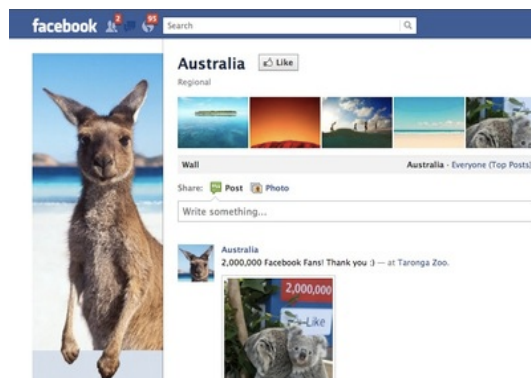 facebook 2 95 Search
Australia Like
Regional
Wall Australia · Everyone (Top Posts)
Share: Post Photo
Write something...
Australia
2,000,000 Facebook Fans! Thank you :) — at Taronga Zoo.
2,000,000
Like